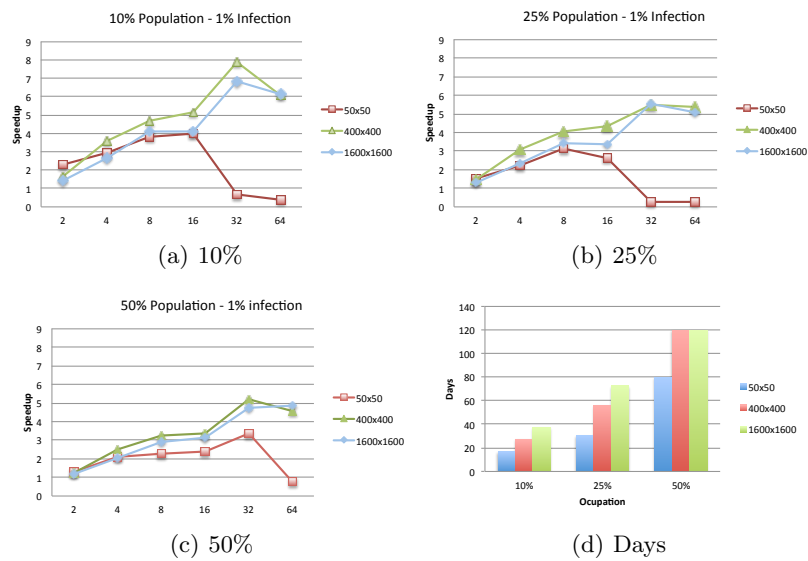 10% Population - 1% Infection
9
8
7
6
5
4
3
2
1
0
Speedup
2 4 8 16 32 64
50x50
400x400
1600x1600
(a) 10%
25% Population - 1% Infection
9
8
7
6
5
4
3
2
1
0
Speedup
2 4 8 16 32 64
50x50
400x400
1600x1600
(b) 25%
50% Population - 1% infection
9
8
7
6
5
4
3
2
1
0
Speedup
2 4 8 16 32 64
50x50
400x400
1600x1600
(c) 50%
140
120
100
80
60
40
20
0
Days
10% 25% 50%
Ocupation
50x50
400x400
1600x1600
(d) Days